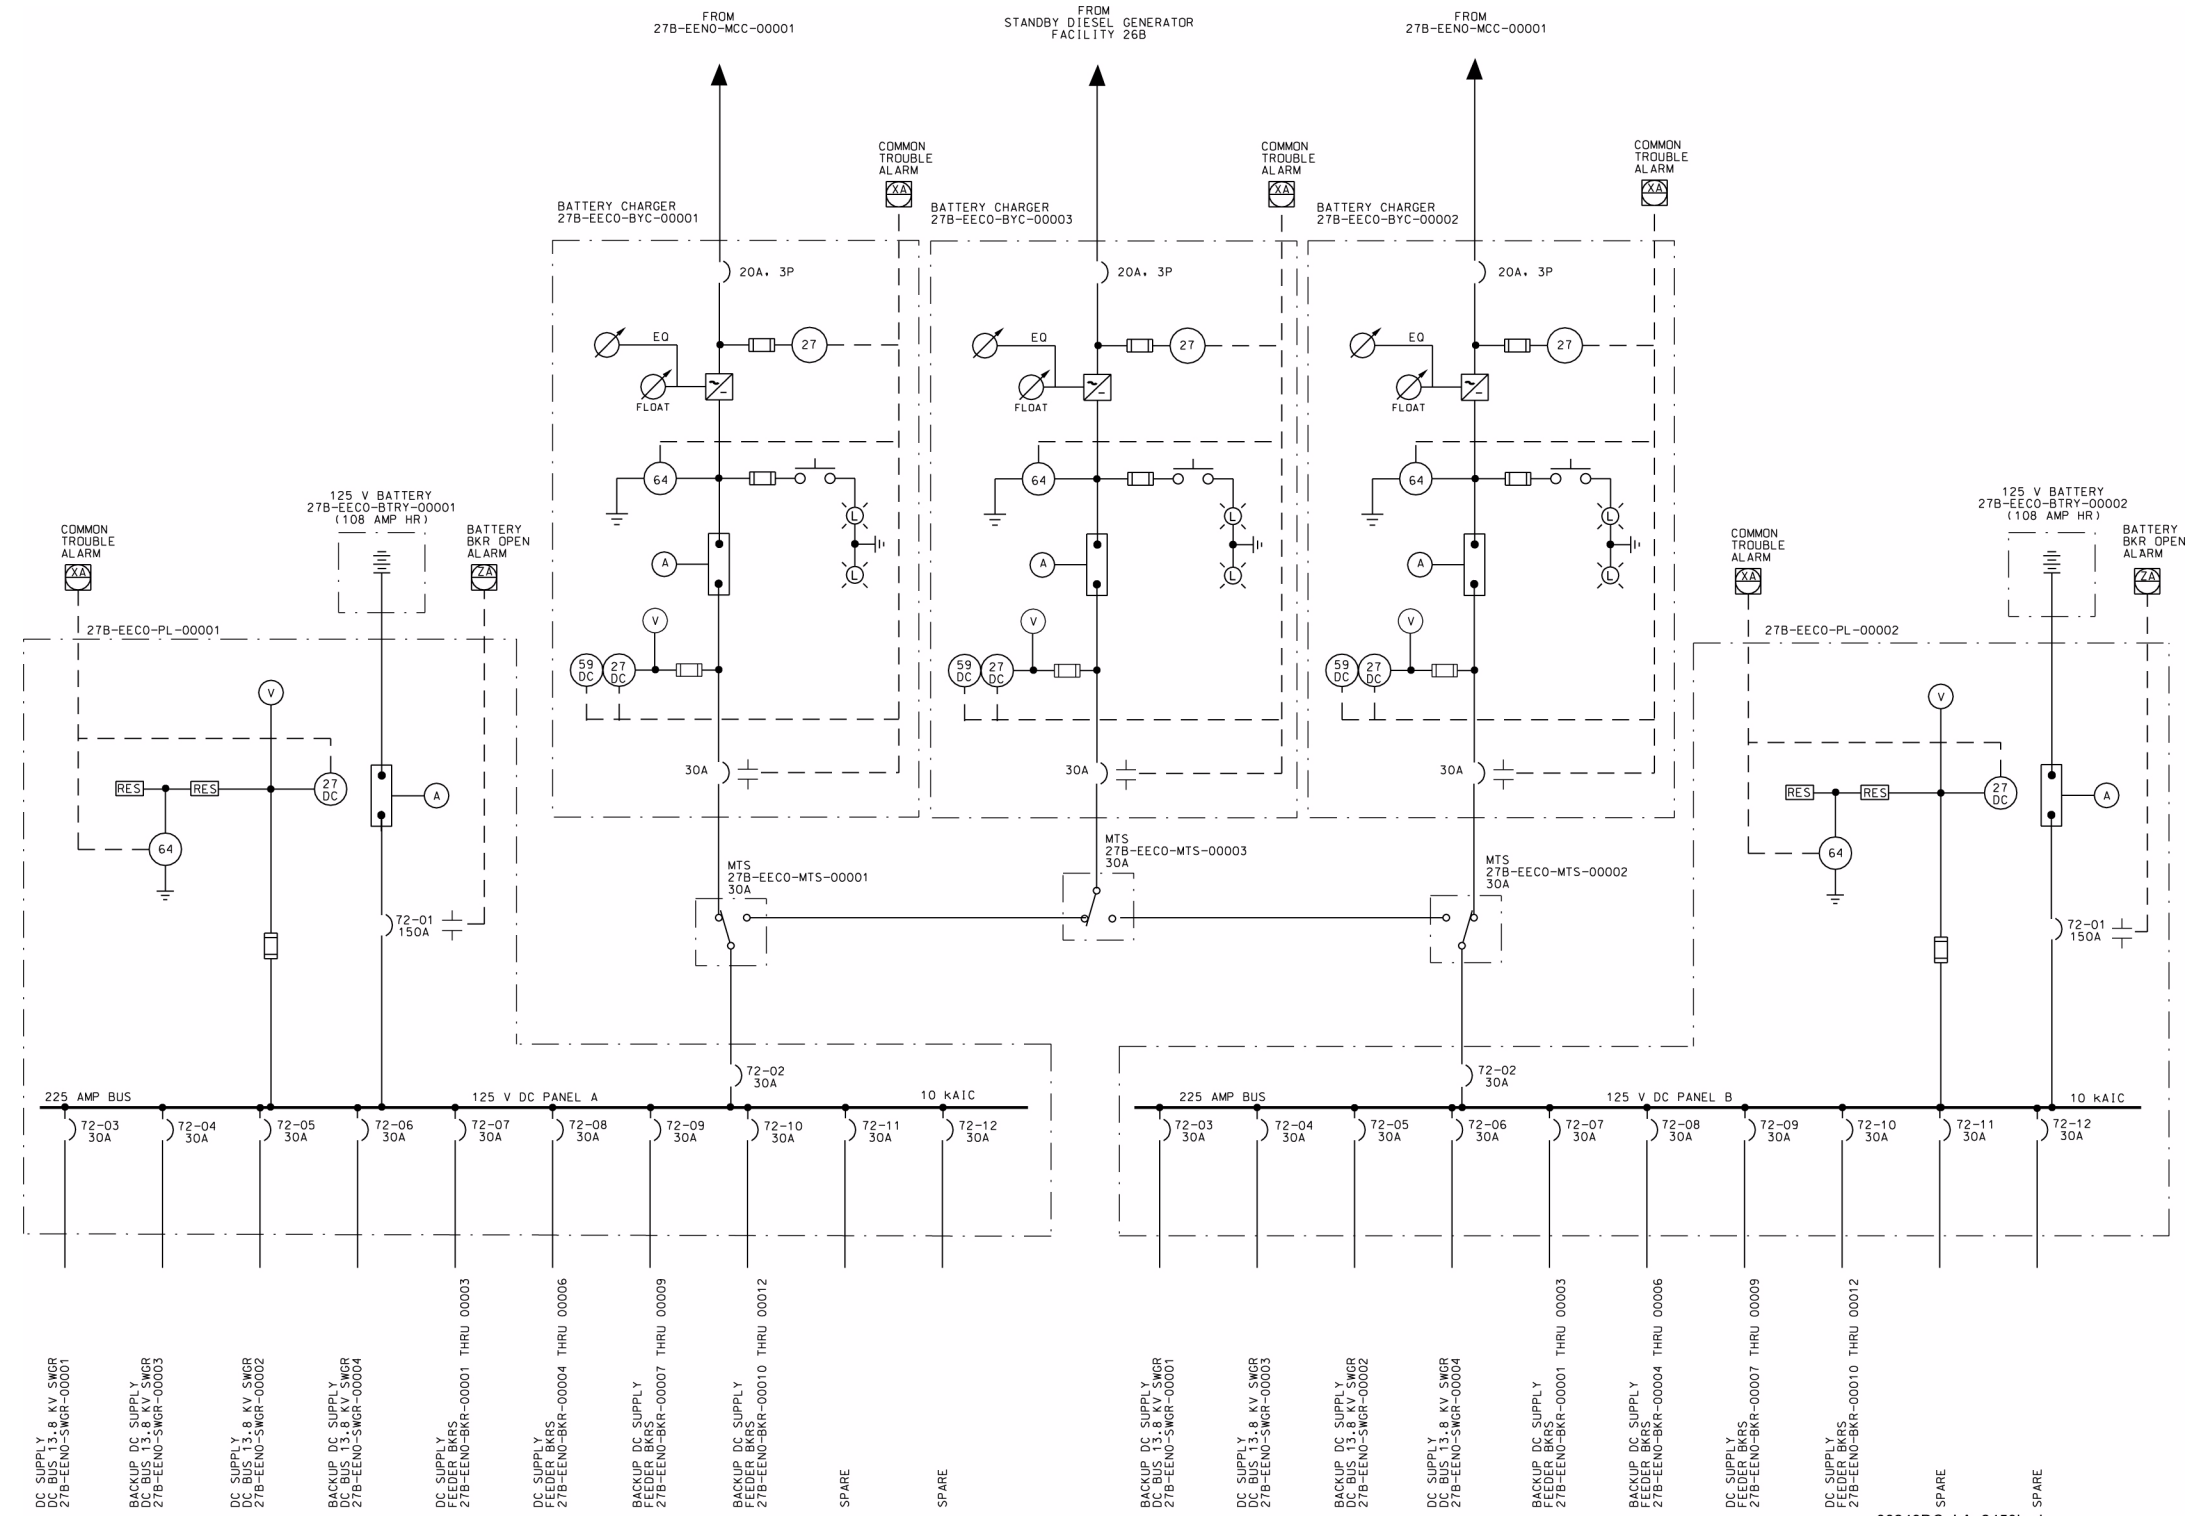 FROM
27B-EENO-MCC-00001
FROM
STANDBY DIESEL GENERATOR
FACILITY 26B
FROM
27B-EENO-MCC-00001
COMMON
TROUBLE
ALARM
XA
COMMON
TROUBLE
ALARM
XA
COMMON
TROUBLE
ALARM
XA
BATTERY CHARGER
27B-EECO-BYC-00001
BATTERY CHARGER
27B-EECO-BYC-00003
BATTERY CHARGER
27B-EECO-BYC-00002
20A, 3P
20A, 3P
20A, 3P
EQ
27
EQ
27
EQ
27
FLOAT
FLOAT
FLOAT
64
64
64
L
L
L
A
A
A
L
L
L
V
V
V
59
DC
27
DC
59
DC
27
DC
59
DC
27
DC
30A
30A
30A
125 V BATTERY
27B-EECO-BTRY-00001
(108 AMP HR)
COMMON
TROUBLE
ALARM
XA
BATTERY
BKR OPEN
ALARM
ZA
27B-EECO-PL-00001
V
RES
RES
27
DC
A
64
72-01
150A
125 V BATTERY
27B-EECO-BTRY-00002
(108 AMP HR)
COMMON
TROUBLE
ALARM
XA
BATTERY
BKR OPEN
ALARM
ZA
27B-EECO-PL-00002
V
RES
RES
27
DC
A
64
72-01
150A
MTS
27B-EECO-MTS-00001
30A
MTS
27B-EECO-MTS-00003
30A
MTS
27B-EECO-MTS-00002
30A
72-02
30A
72-02
30A
225 AMP BUS
125 V DC PANEL A
10 kAIC
225 AMP BUS
125 V DC PANEL B
10 kAIC
72-03
30A
72-04
30A
72-05
30A
72-06
30A
72-07
30A
72-08
30A
72-09
30A
72-10
30A
72-11
30A
72-12
30A
72-03
30A
72-04
30A
72-05
30A
72-06
30A
72-07
30A
72-08
30A
72-09
30A
72-10
30A
72-11
30A
72-12
30A
DC SUPPLY
DC BUS 13.8 KV SWGR
27B-EENO-SWGR-00001
BACKUP DC SUPPLY
DC BUS 13.8 KV SWGR
27B-EENO-SWGR-00003
DC SUPPLY
DC BUS 13.8 KV SWGR
27B-EENO-SWGR-00002
BACKUP DC SUPPLY
DC BUS 13.8 KV SWGR
27B-EENO-SWGR-00004
DC SUPPLY
FEEDER BKRS
27B-EENO-BKR-00001 THRU 00003
DC SUPPLY
FEEDER BKRS
27B-EENO-BKR-00004 THRU 00006
BACKUP DC SUPPLY
FEEDER BKRS
27B-EENO-BKR-00007 THRU 00009
BACKUP DC SUPPLY
FEEDER BKRS
27B-EENO-BKR-00010 THRU 00012
SPARE
SPARE
BACKUP DC SUPPLY
DC BUS 13.8 KV SWGR
27B-EENO-SWGR-00001
DC SUPPLY
DC BUS 13.8 KV SWGR
27B-EENO-SWGR-00003
BACKUP DC SUPPLY
DC BUS 13.8 KV SWGR
27B-EENO-SWGR-00002
DC SUPPLY
DC BUS 13.8 KV SWGR
27B-EENO-SWGR-00004
BACKUP DC SUPPLY
FEEDER BKRS
27B-EENO-BKR-00001 THRU 00003
BACKUP DC SUPPLY
FEEDER BKRS
27B-EENO-BKR-00004 THRU 00006
DC SUPPLY
FEEDER BKRS
27B-EENO-BKR-00007 THRU 00009
DC SUPPLY
FEEDER BKRS
27B-EENO-BKR-00010 THRU 00012
SPARE
SPARE